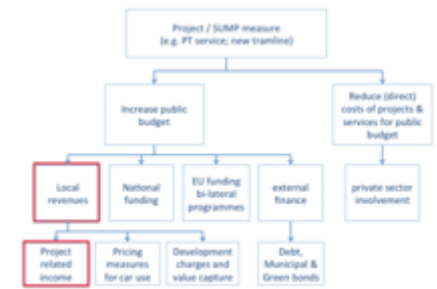 Project / SUMP measure
(e.g. PT service; new tramline)
Increase public
budget
Reduce (direct)
costs of projects &
services for public
budget
Local
revenues
National
funding
EU funding
bi-lateral
programmes
external
finance
private sector
involvement
Project
related
income
Pricing
measures
for car use
Development
charges and
value capture
Debt,
Municipal &
Green bonds